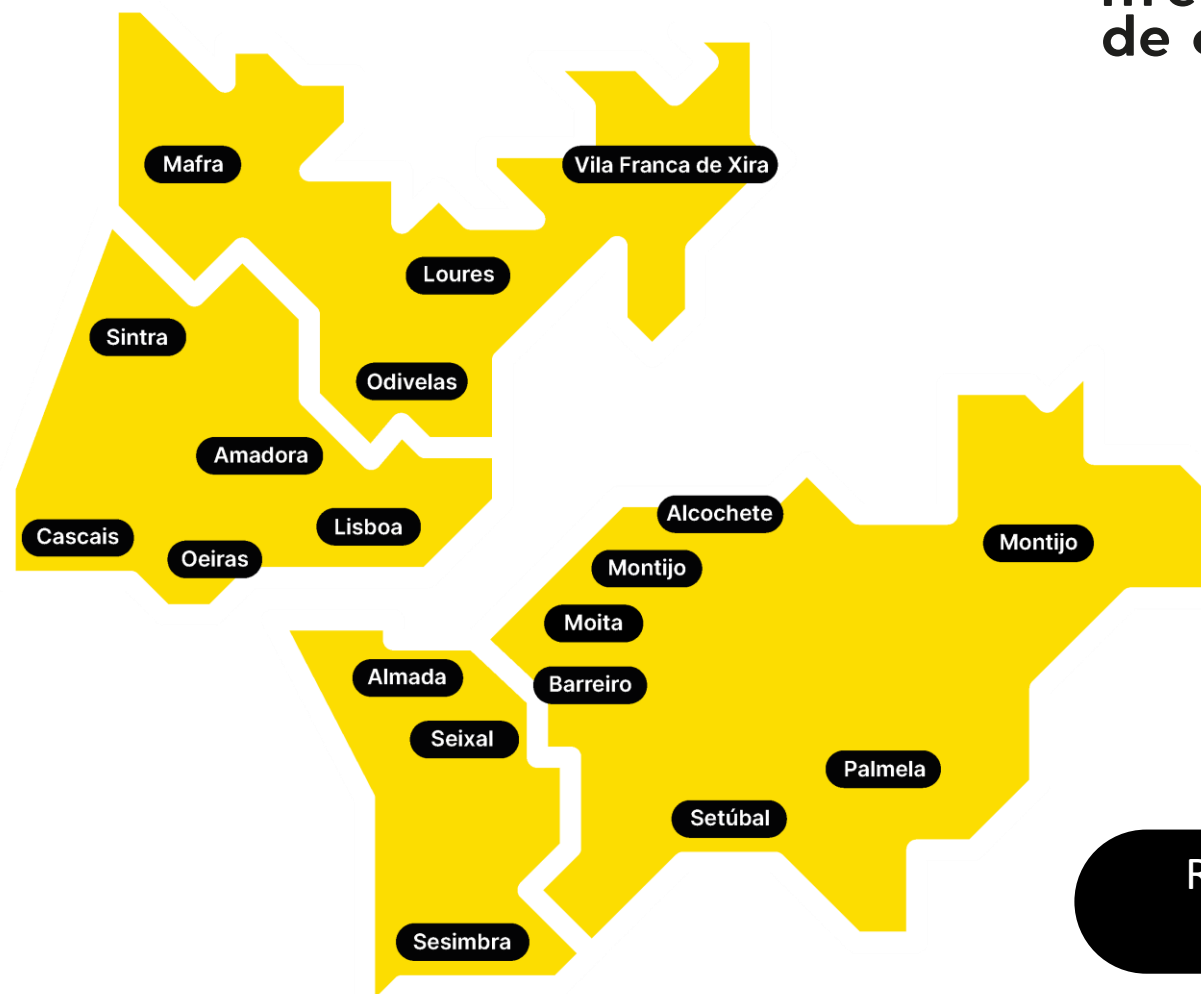 de
Mafra
Vila Franca de Xira
Loures
Sintra
Odivelas
Amadora
Lisboa
Cascais
Oeiras
Alcochete
Montijo
Montijo
Moita
Almada
Barreiro
Seixal
Palmela
Setúbal
Sesimbra
R